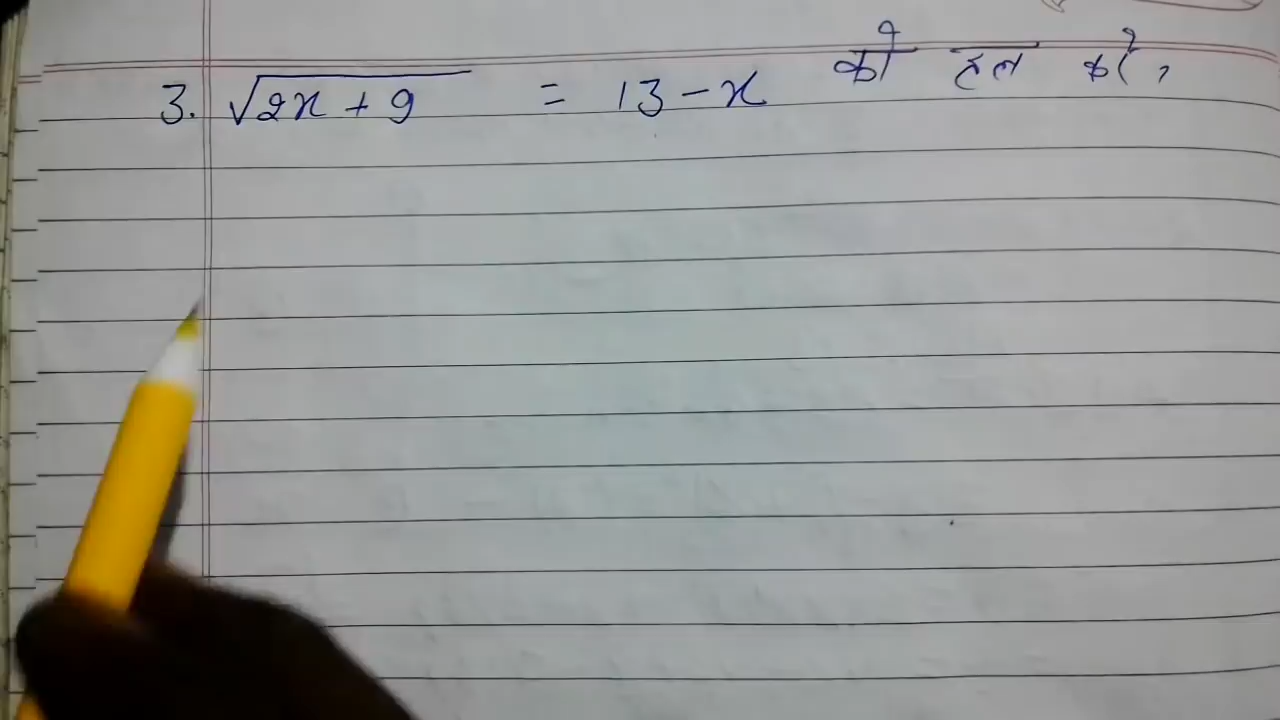 3. √2x + 9 = 13 - x को हल करें,